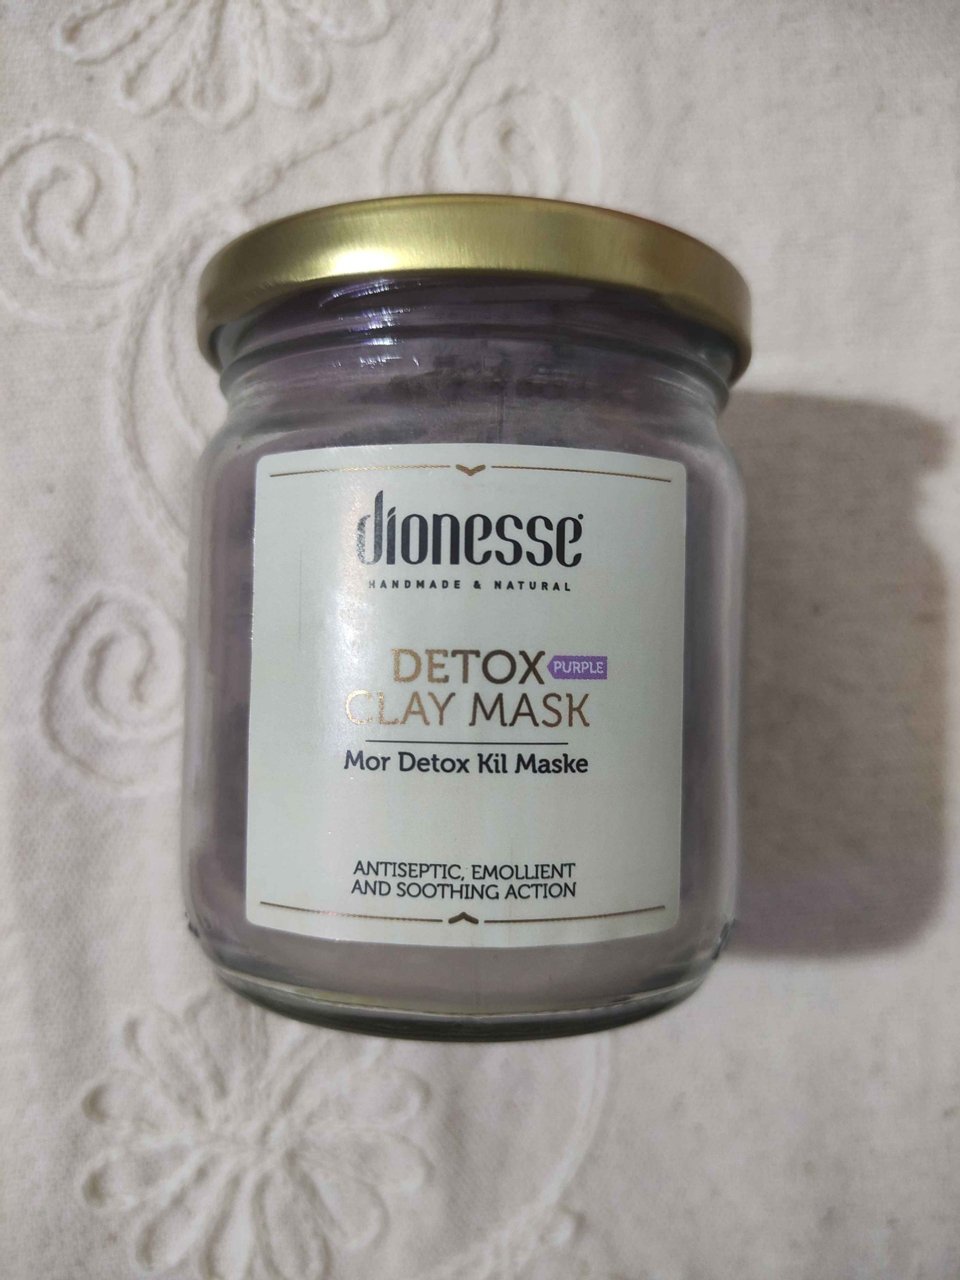 dionesse
HANDMADE & NATURAL
DETOX PURPLE
CLAY MASK
Mor Detox Kil Maske
ANTISEPTIC, EMOLLIENT
AND SOOTHING ACTION